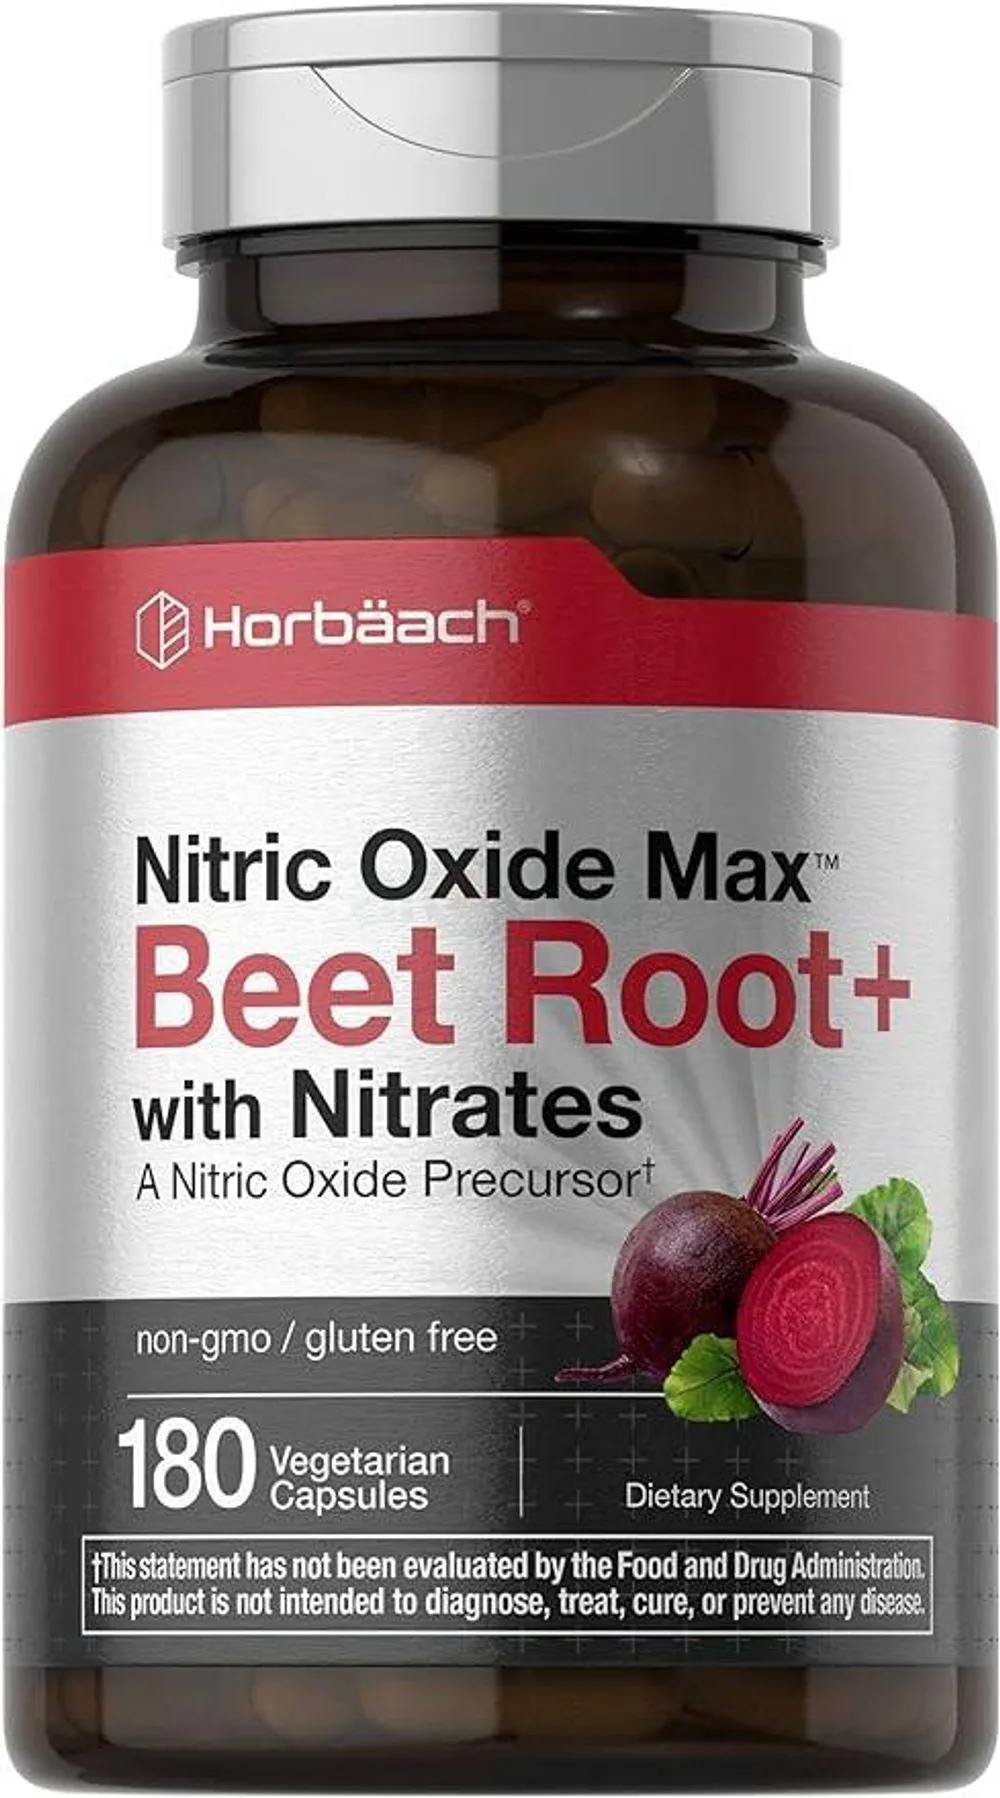 Horbäach®
Nitric Oxide Max™
Beet Root+
with Nitrates
A Nitric Oxide Precursor†
non-gmo / gluten free
180 Vegetarian
Capsules
Dietary Supplement
†This statement has not been evaluated by the Food and Drug Administration.
This product is not intended to diagnose, treat, cure, or prevent any disease.